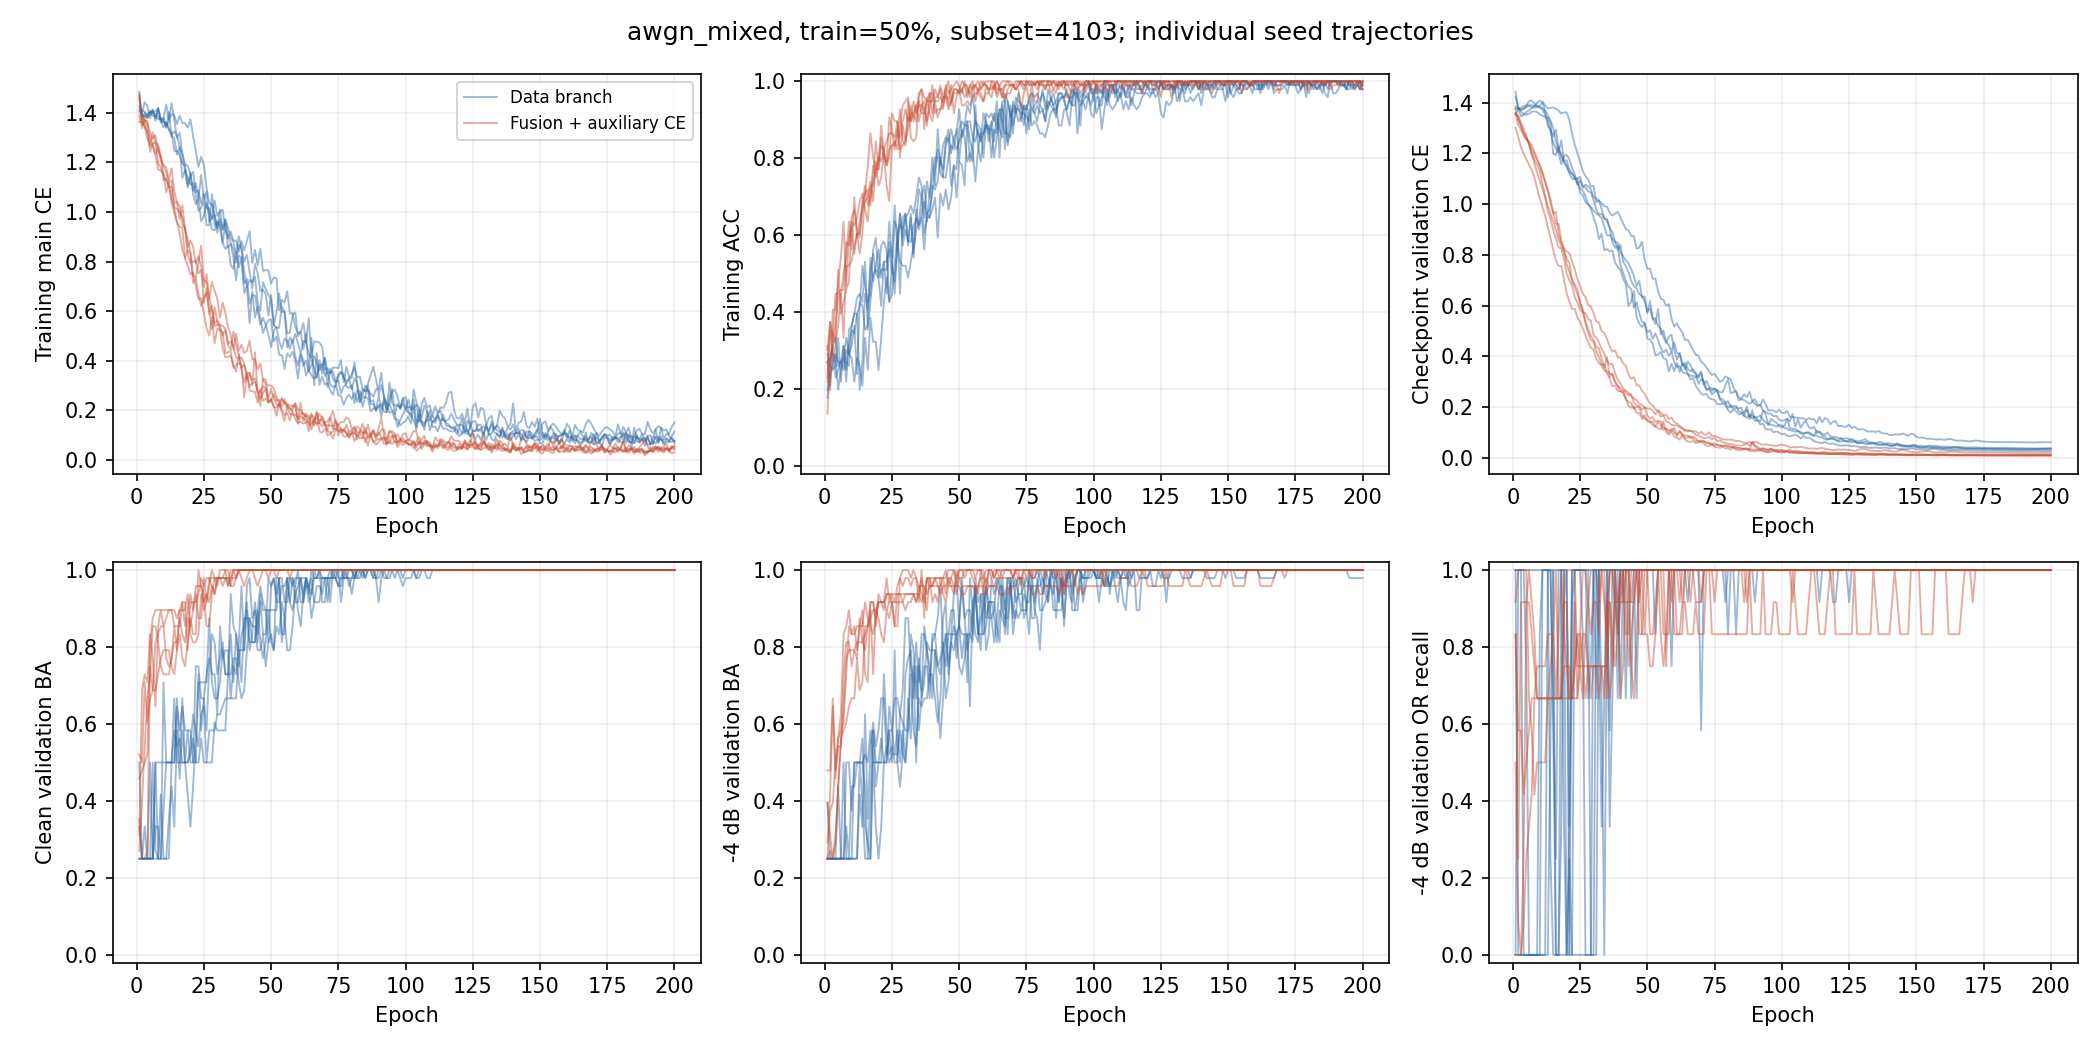 awgn_mixed, train=50%, subset=4103; individual seed trajectories
Training main CE
1.4
1.2
1.0
0.8
0.6
0.4
0.2
0.0
Data branch
Fusion + auxiliary CE
0 25 50 75 100 125 150 175 200
Epoch
Training ACC
1.0
0.8
0.6
0.4
0.2
0.0
0 25 50 75 100 125 150 175 200
Epoch
Checkpoint validation CE
1.4
1.2
1.0
0.8
0.6
0.4
0.2
0.0
0 25 50 75 100 125 150 175 200
Epoch
Clean validation BA
1.0
0.8
0.6
0.4
0.2
0.0
0 25 50 75 100 125 150 175 200
Epoch
-4 dB validation BA
1.0
0.8
0.6
0.4
0.2
0.0
0 25 50 75 100 125 150 175 200
Epoch
-4 dB validation OR recall
1.0
0.8
0.6
0.4
0.2
0.0
0 25 50 75 100 125 150 175 200
Epoch